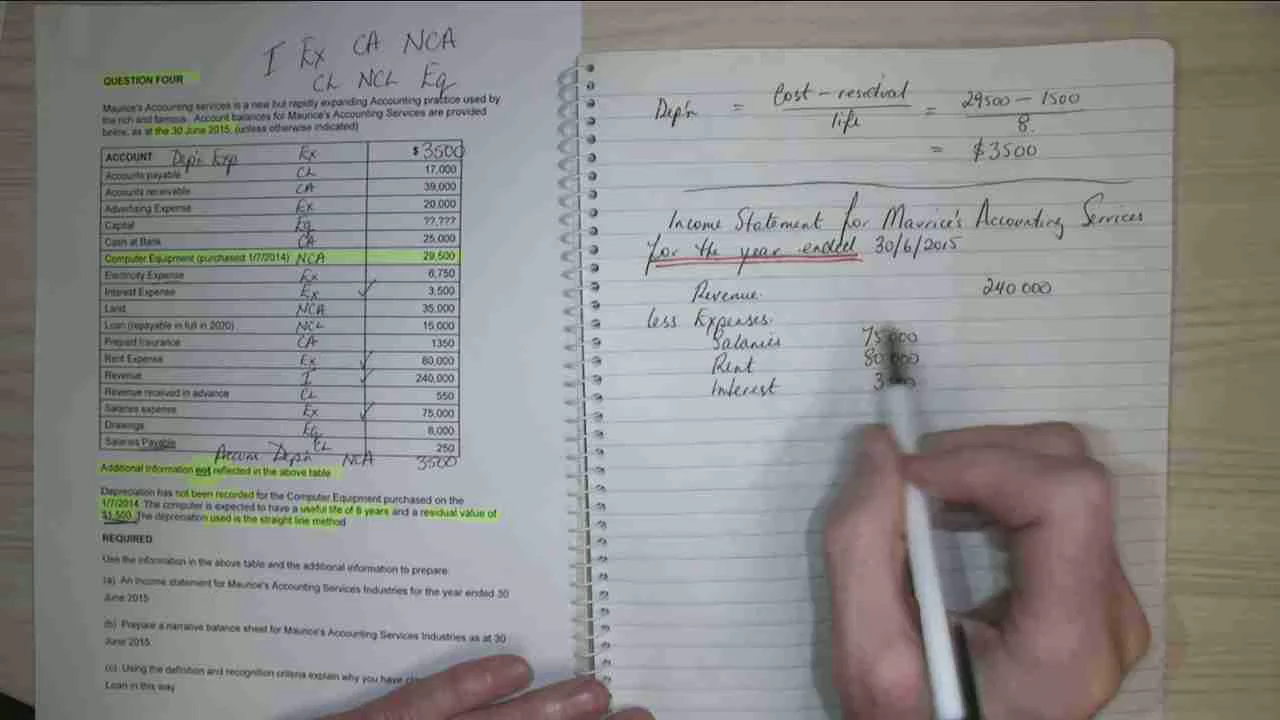 I Ex CA NCA
CL NCL Eq
QUESTION FOUR
Maurice's Accounting services is a new but rapidly expanding Accounting practice used by
the rich and famous. Account balances for Maurice's Accounting Services are provided
below, as at the 30 June 2015, (unless otherwise indicated)
ACCOUNT $
Dep'n Exp Ex 3500
Accounts payable CL 17,000
Accounts receivable CA 39,000
Advertising Expense Ex 20,000
Capital Eq ??,???
Cash at Bank CA 25,000
Computer Equipment (purchased 1/7/2014) NCA 29,500
Electricity Expense Ex 6,750
Interest Expense Ex ✓ 3,500
Land NCA 35,000
Loan (repayable in full in 2020) NCL 15,000
Prepaid Insurance CA 1350
Rent Expense Ex ✓ 80,000
Revenue I ✓ 240,000
Revenue received in advance CL 550
Salaries expense Ex ✓ 75,000
Drawings Eq 8,000
Salaries Payable CL 250
Accum Dep'n NCA 3500
Additional Information not reflected in the above table
Depreciation has not been recorded for the Computer Equipment purchased on the
1/7/2014. The computer is expected to have a useful life of 8 years and a residual value of
$1,500. The depreciation used is the straight line method
REQUIRED
Use the information in the above table and the additional information to prepare:
(a) An income statement for Maurice's Accounting Services Industries for the year ended 30
June 2015
(b) Prepare a narrative balance sheet for Maurice's Accounting Services Industries as at 30
June 2015
(c) Using the definition and recognition criteria explain why you have
Loan in this way
Dep'n = Cost - residual / life = 29500 - 1500 / 8
= $3500
Income Statement for Maurice's Accounting Services
for the year ended 30/6/2015
Revenue 240 000
less Expenses
Salaries 75 000
Rent 80 000
Interest